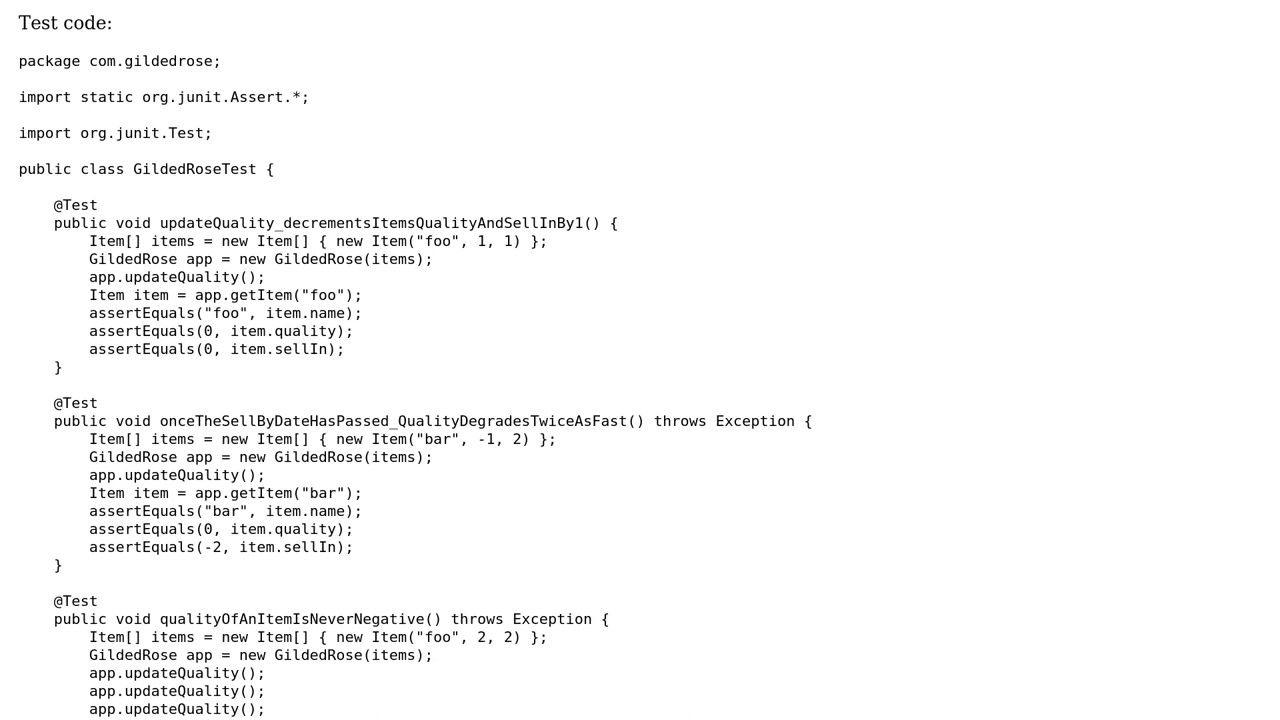 Test code:
package com.gildedrose;
import static org.junit.Assert.*;
import org.junit.Test;
public class GildedRoseTest {
    @Test
    public void updateQuality_decrementsItemsQualityAndSellInBy1() {
        Item[] items = new Item[] { new Item("foo", 1, 1) };
        GildedRose app = new GildedRose(items);
        app.updateQuality();
        Item item = app.getItem("foo");
        assertEquals("foo", item.name);
        assertEquals(0, item.quality);
        assertEquals(0, item.sellIn);
    }
    @Test
    public void onceTheSellByDateHasPassed_QualityDegradesTwiceAsFast() throws Exception {
        Item[] items = new Item[] { new Item("bar", -1, 2) };
        GildedRose app = new GildedRose(items);
        app.updateQuality();
        Item item = app.getItem("bar");
        assertEquals("bar", item.name);
        assertEquals(0, item.quality);
        assertEquals(-2, item.sellIn);
    }
    @Test
    public void qualityOfAnItemIsNeverNegative() throws Exception {
        Item[] items = new Item[] { new Item("foo", 2, 2) };
        GildedRose app = new GildedRose(items);
        app.updateQuality();
        app.updateQuality();
        app.updateQuality();